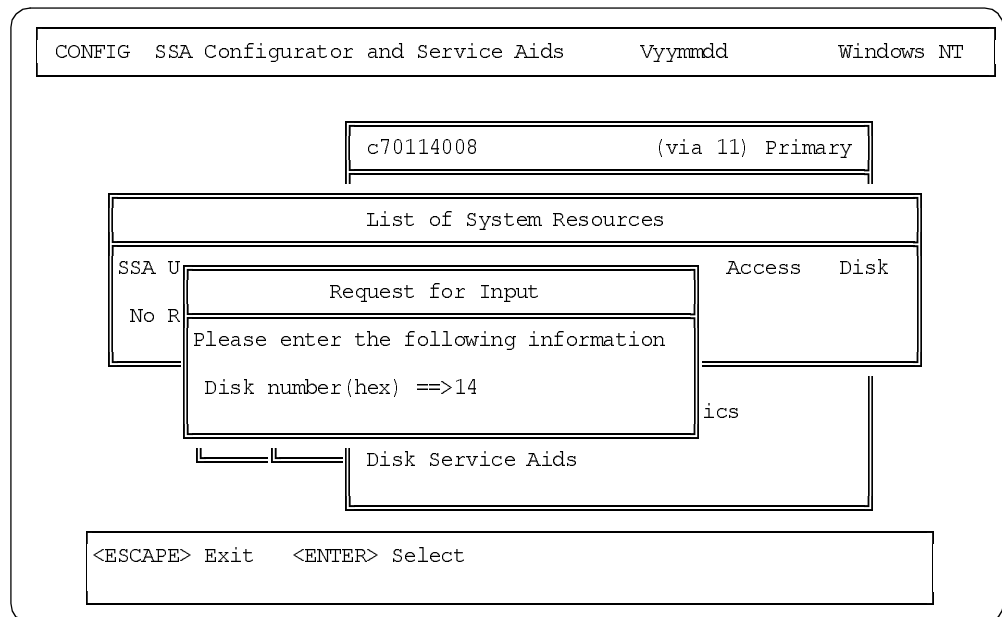 CONFIG SSA Configurator and Service Aids Vyymmdd Windows NT
c70114008 (via 11) Primary
List of System Resources
SSA U Access Disk
Request for Input
No R
Please enter the following information
Disk number(hex) ==>14
ics
Disk Service Aids
<ESCAPE> Exit <ENTER> Select